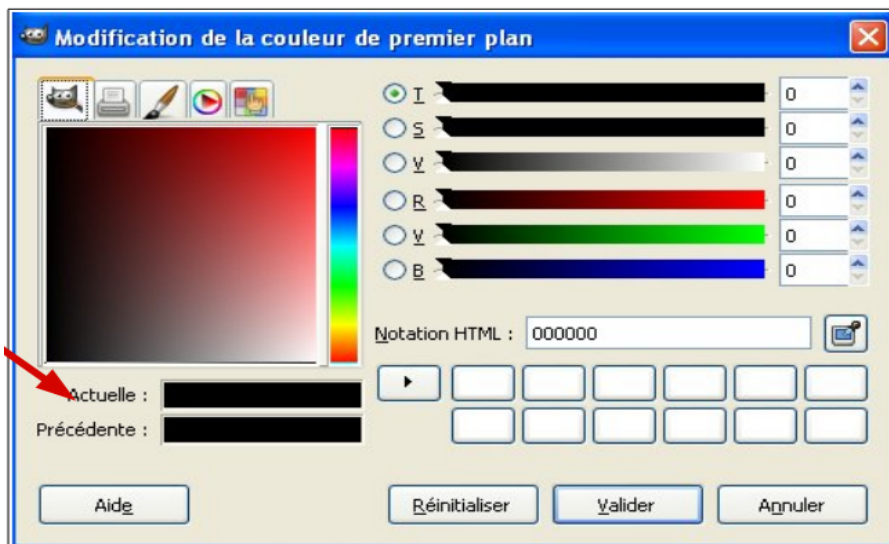 Modification de la couleur de premier plan
T 0
S 0
V 0
R 0
V 0
B 0
Notation HTML : 000000
Actuelle :
Précédente :
Aide
Réinitialiser
Valider
Annuler